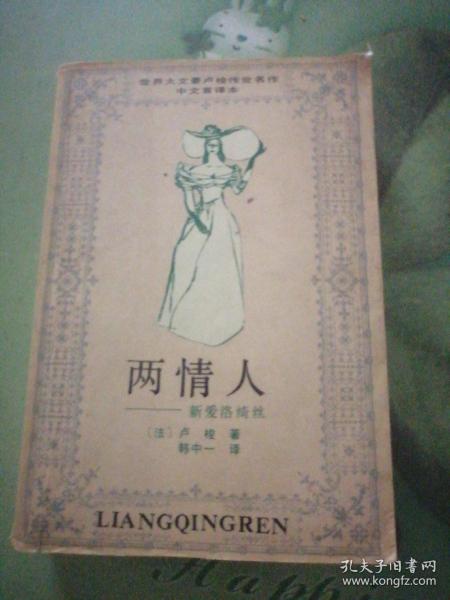 世界大文豪卢梭传世名作
中文首译本
两情人
——新爱洛绮丝
〔法〕卢 梭 著
韩中一 译
LIANGQINGREN
Happy
孔夫子旧书网
www.kongfz.com